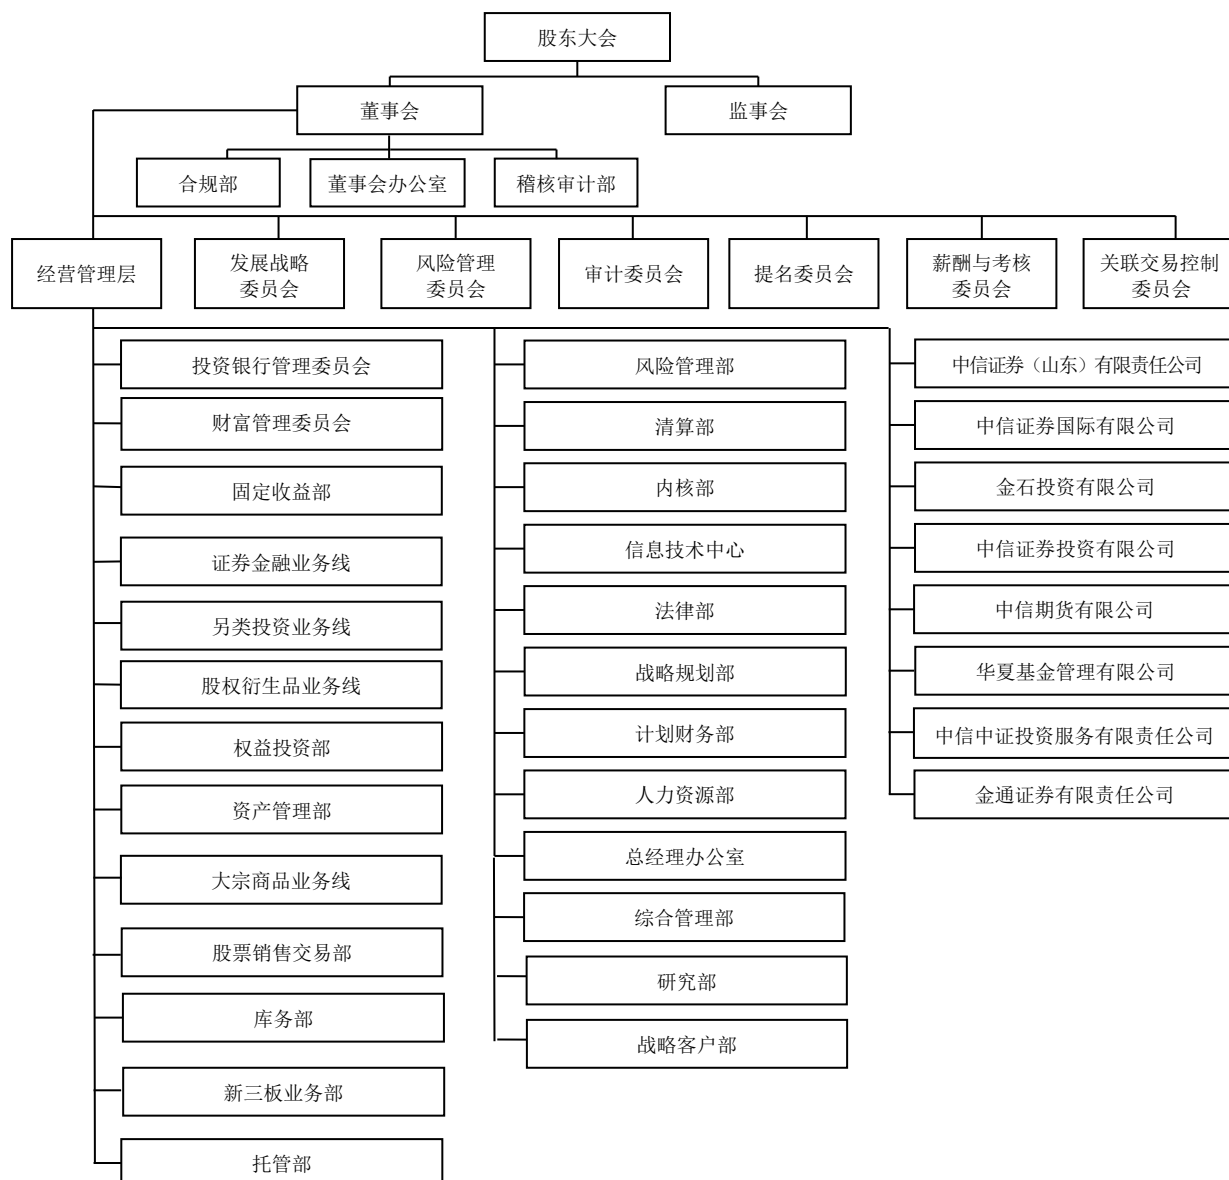 股东大会
董事会
监事会
合规部
董事会办公室
稽核审计部
经营管理层
发展战略
委员会
风险管理
委员会
审计委员会
提名委员会
薪酬与考核
委员会
关联交易控制
委员会
投资银行管理委员会
财富管理委员会
固定收益部
证券金融业务线
另类投资业务线
股权衍生品业务线
权益投资部
资产管理部
大宗商品业务线
股票销售交易部
库务部
新三板业务部
托管部
风险管理部
清算部
内核部
信息技术中心
法律部
战略规划部
计划财务部
人力资源部
总经理办公室
综合管理部
研究部
战略客户部
中信证券（山东）有限责任公司
中信证券国际有限公司
金石投资有限公司
中信证券投资有限公司
中信期货有限公司
华夏基金管理有限公司
中信中证投资服务有限责任公司
金通证券有限责任公司